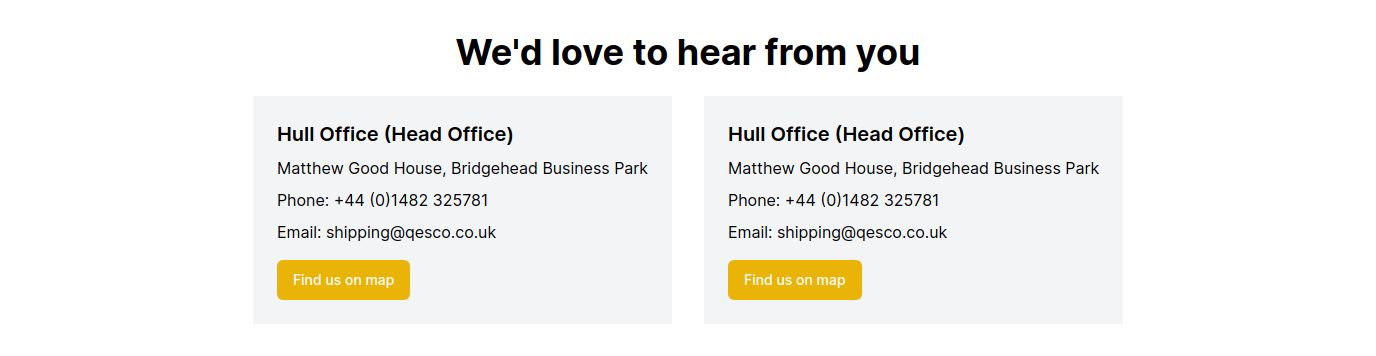 We'd love to hear from you
Hull Office (Head Office)
Matthew Good House, Bridgehead Business Park
Phone: +44 (0)1482 325781
Email: shipping@qesco.co.uk
Find us on map
Hull Office (Head Office)
Matthew Good House, Bridgehead Business Park
Phone: +44 (0)1482 325781
Email: shipping@qesco.co.uk
Find us on map